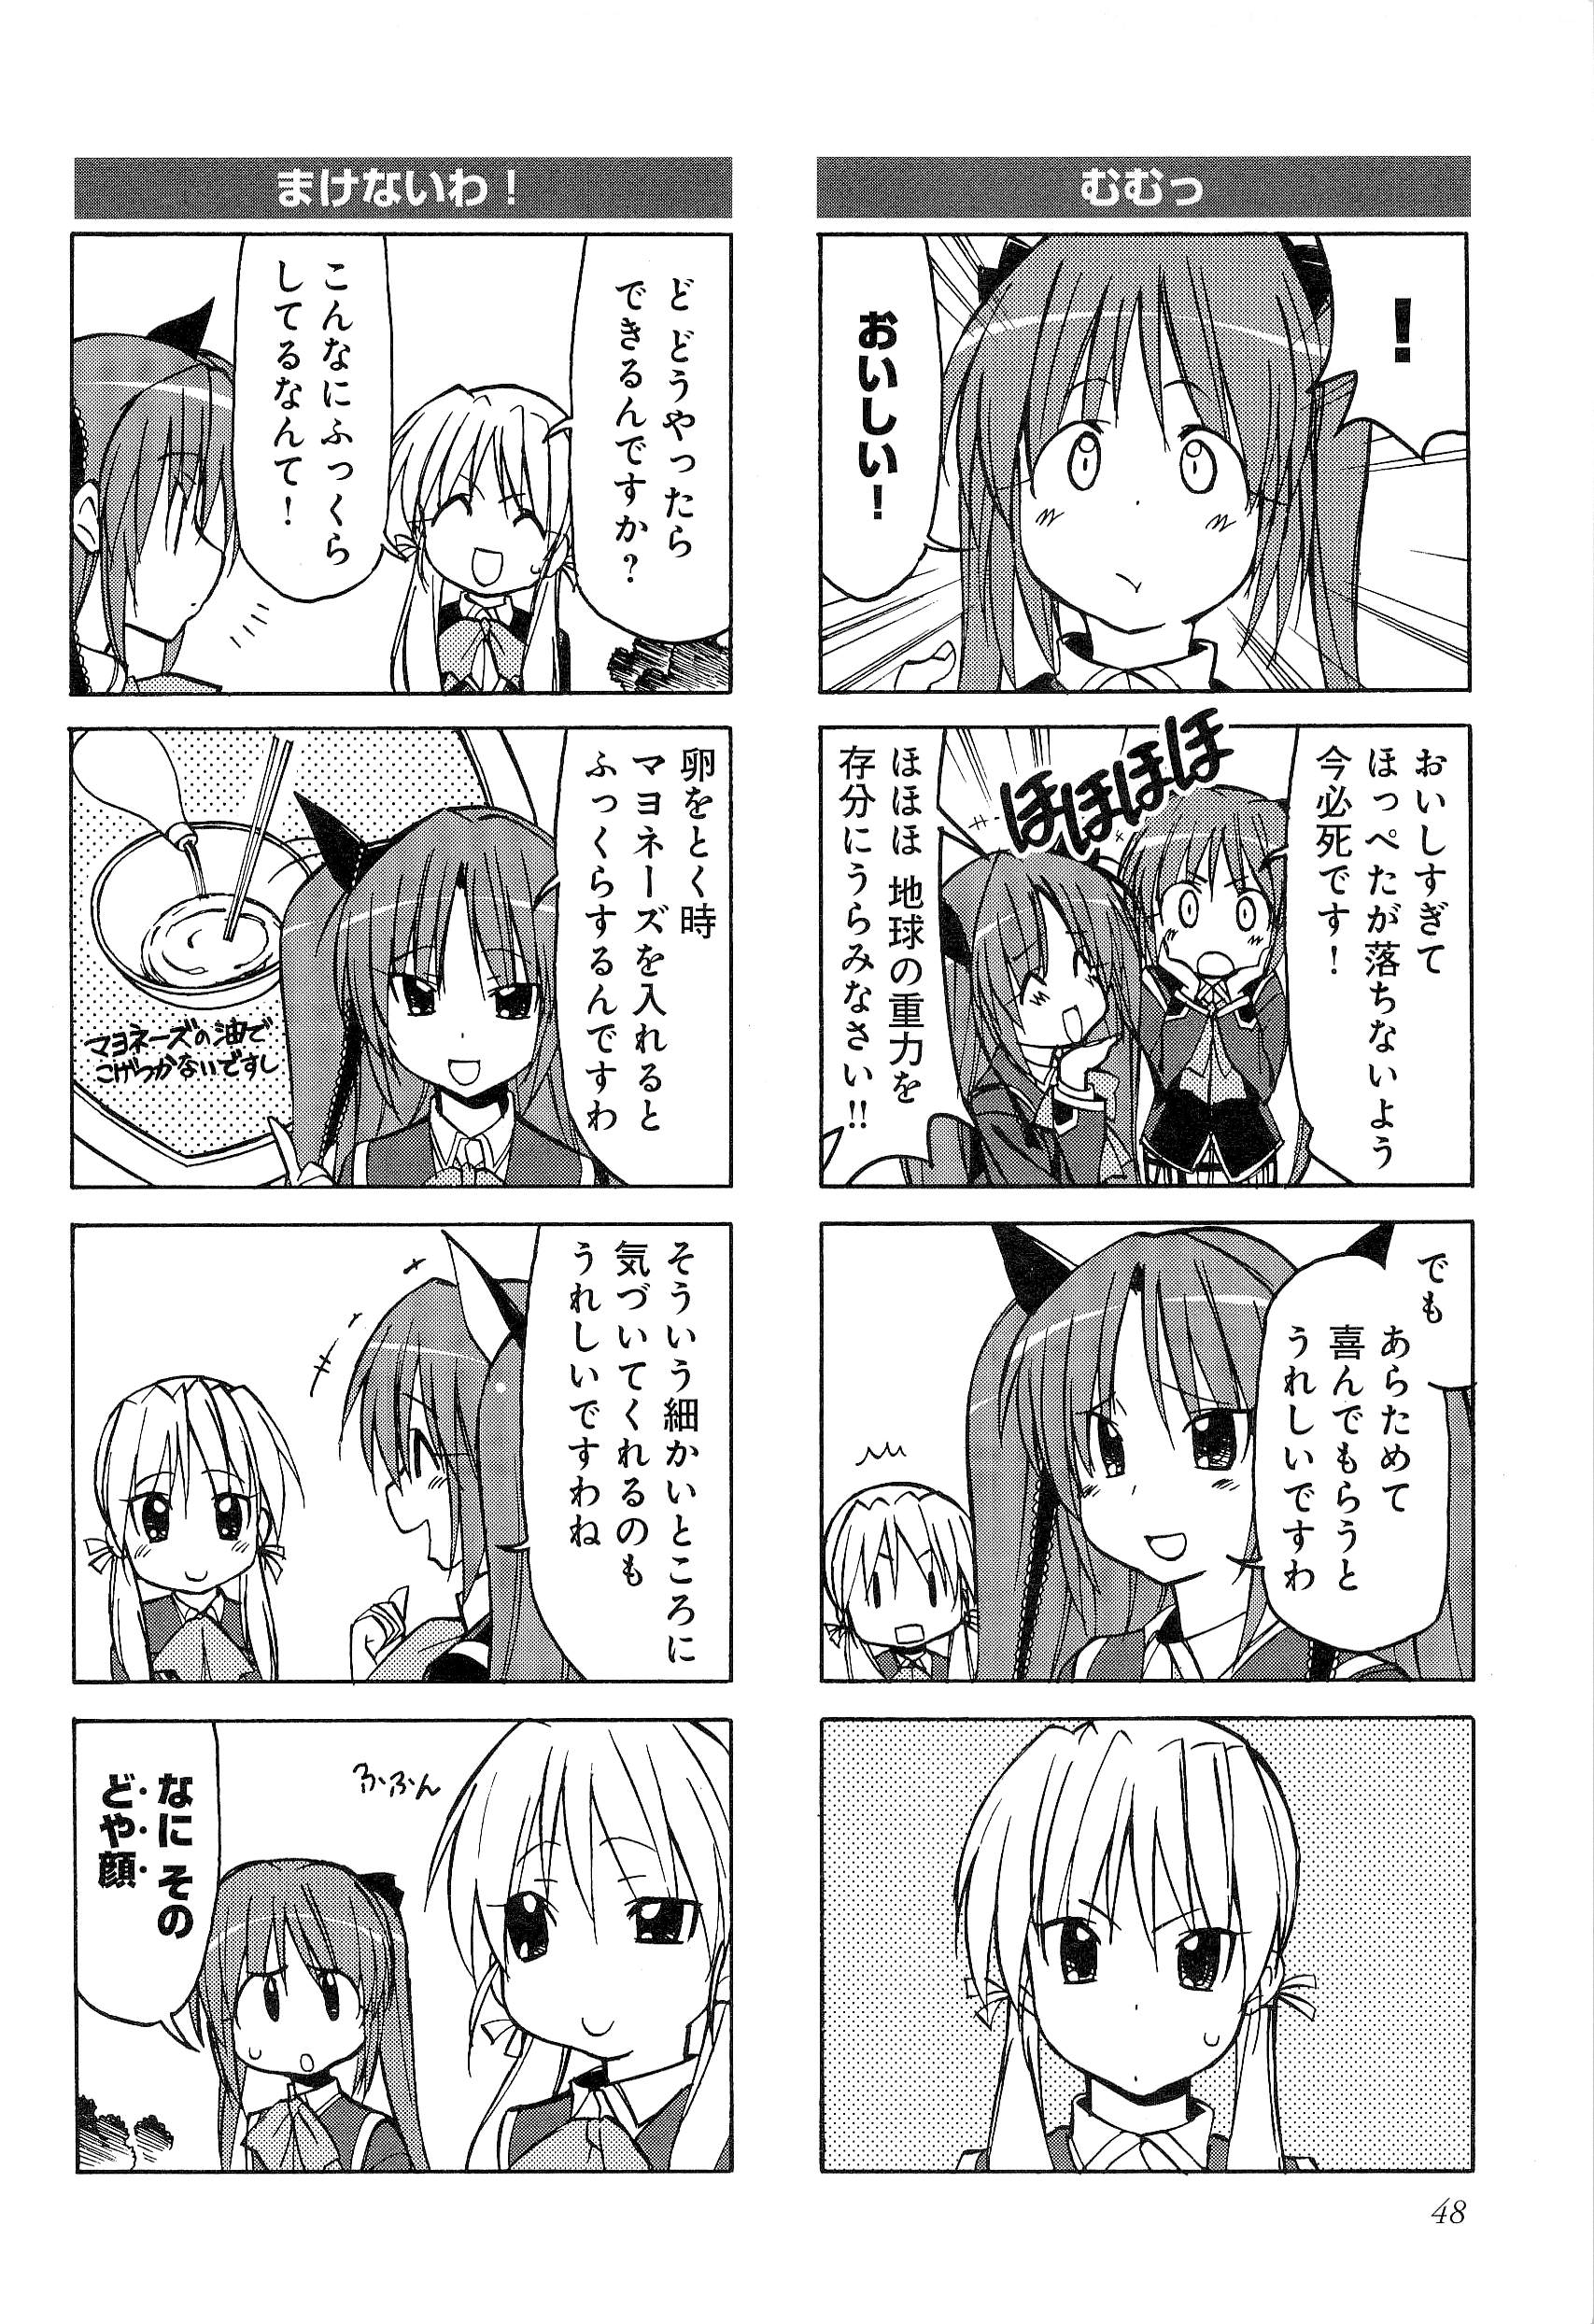 むむっ
！
おいしい！
おいしすぎて
ほっぺたが落ちないよう
今必死です！
ほほほほ
ほほほ 地球の重力を
存分にうらみなさい!!
でも
あらためて
喜んでもらうと
うれしいですわ
まけないわ！
ど どうやったら
できるんですか？
こんなにふっくら
してるなんて！
卵をとく時
マヨネーズを入れると
ふっくらするんですわ
マヨネーズの油で
こげつかないですし
そういう細かいところに
気づいてくれるのも
うれしいですわね
ふふん
なに その
どや顔
48